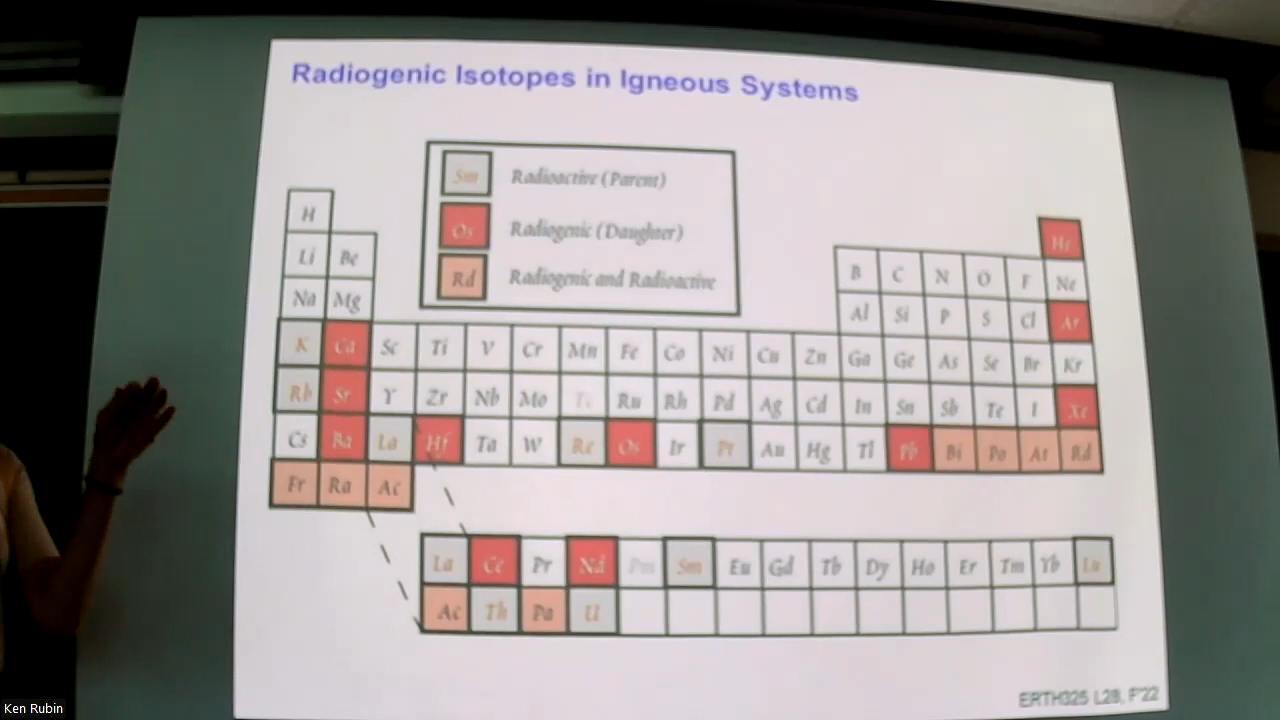 Radiogenic Isotopes in Igneous Systems
Sm Radioactive (Parent)
Os Radiogenic (Daughter)
Rd Radiogenic and Radioactive
H He
Li Be B C N O F Ne
Na Mg Al Si P S Cl Ar
K Ca Sc Ti V Cr Mn Fe Co Ni Cu Zn Ga Ge As Se Br Kr
Rb Sr Y Zr Nb Mo Tc Ru Rh Pd Ag Cd In Sn Sb Te I Xe
Cs Ba La Hf Ta W Re Os Ir Pt Au Hg Tl Pb Bi Po At Rd
Fr Ra Ac
La Ce Pr Nd Pm Sm Eu Gd Tb Dy Ho Er Tm Yb Lu
Ac Th Pa U
ERTH325 L28, F'22
Ken Rubin